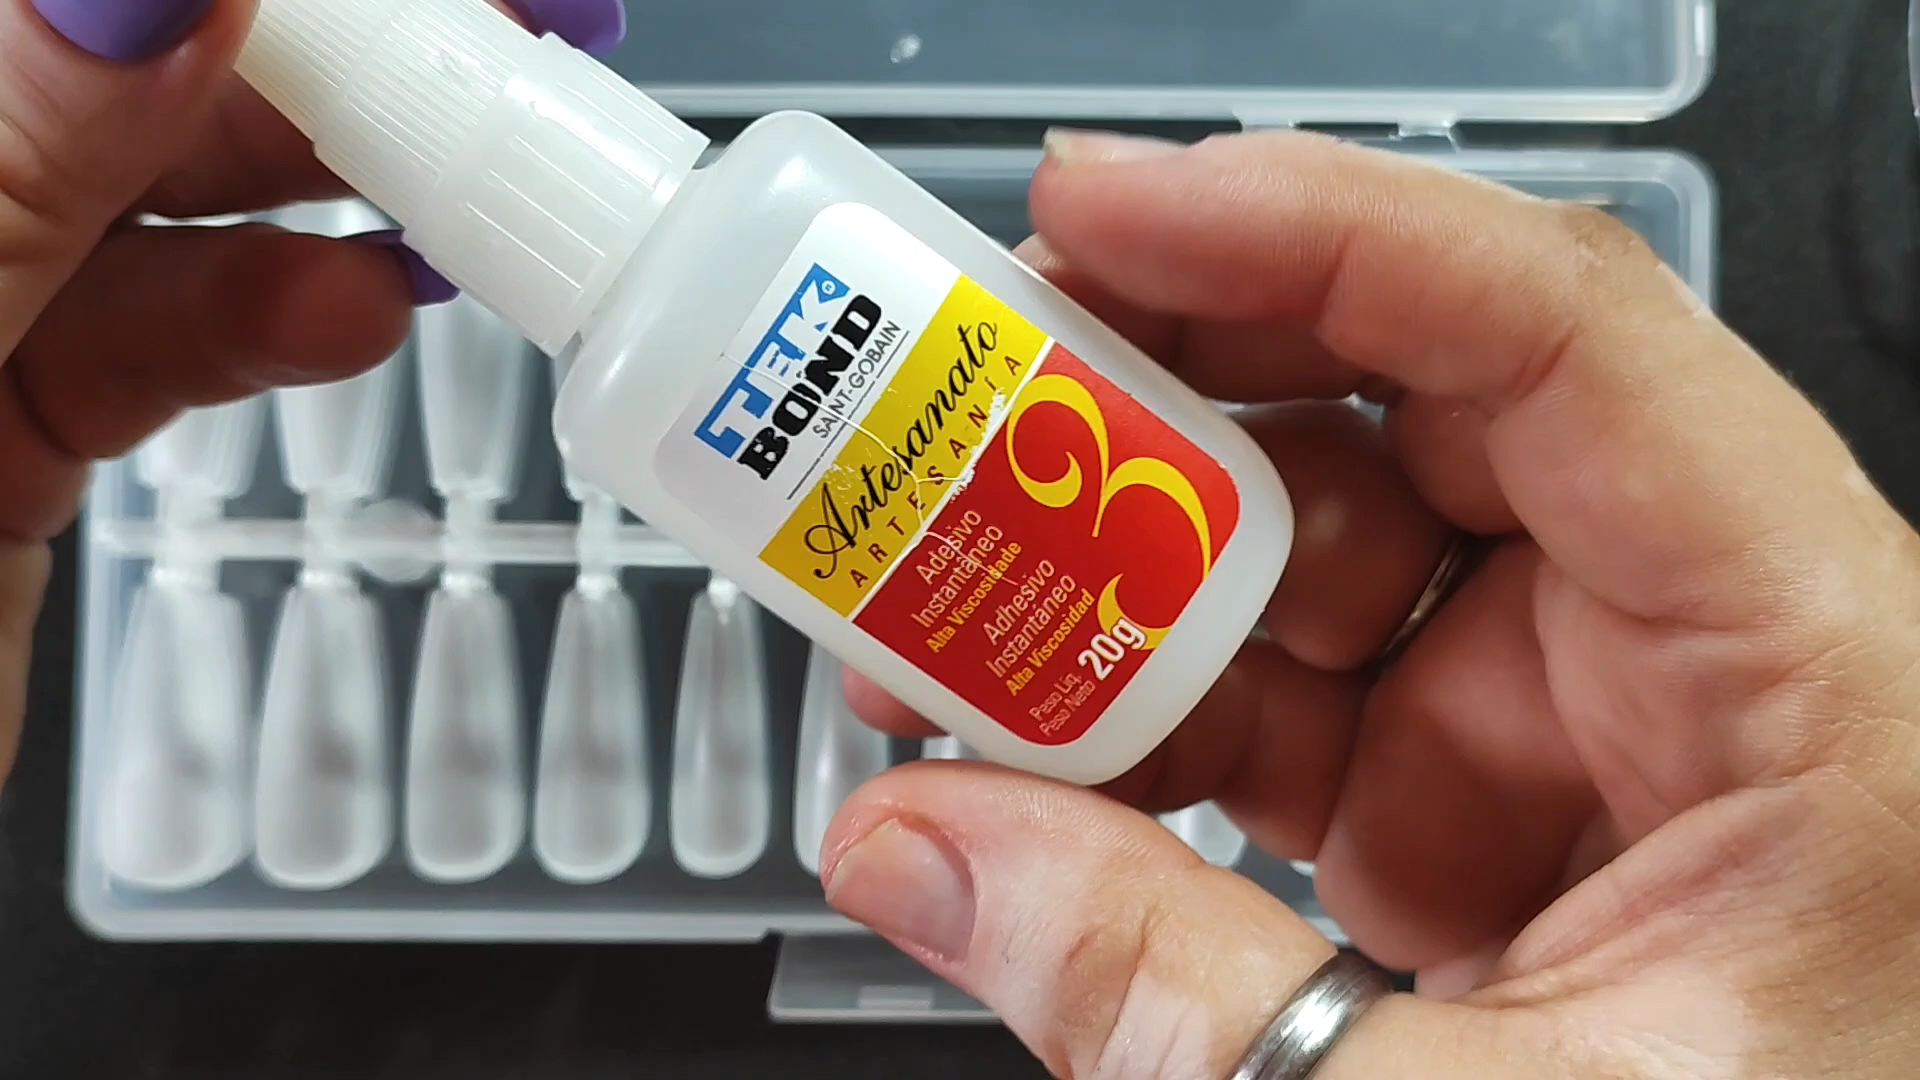 TEK
BOND
SAINT-GOBAIN
Artesanato
ARTESANÍA
3
Adesivo
Instantâneo
Alta Viscosidade
Adhesivo
Instantáneo
Alta Viscosidad
Peso Liq.
Peso Neto
20g